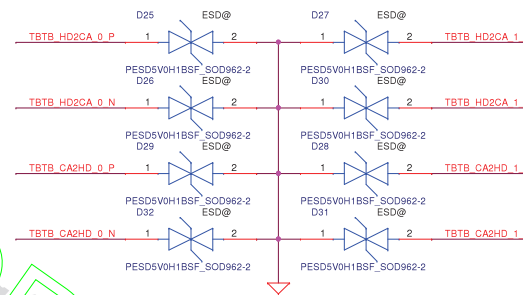 D25 ESD@ D27 ESD@
TBTB_HD2CA_0_P 1 2 1 2 TBTB_HD2CA_1
PESD5V0H1BSF_SOD962-2 PESD5V0H1BSF_SOD962-2
D26 ESD@ D30 ESD@
TBTB_HD2CA_0_N 1 2 1 2 TBTB_HD2CA_1
PESD5V0H1BSF_SOD962-2 PESD5V0H1BSF_SOD962-2
D29 ESD@ D28 ESD@
TBTB_CA2HD_0_P 1 2 1 2 TBTB_CA2HD_1
PESD5V0H1BSF_SOD962-2 PESD5V0H1BSF_SOD962-2
D32 ESD@ D31 ESD@
TBTB_CA2HD_0_N 1 2 1 2 TBTB_CA2HD_1
PESD5V0H1BSF_SOD962-2 PESD5V0H1BSF_SOD962-2